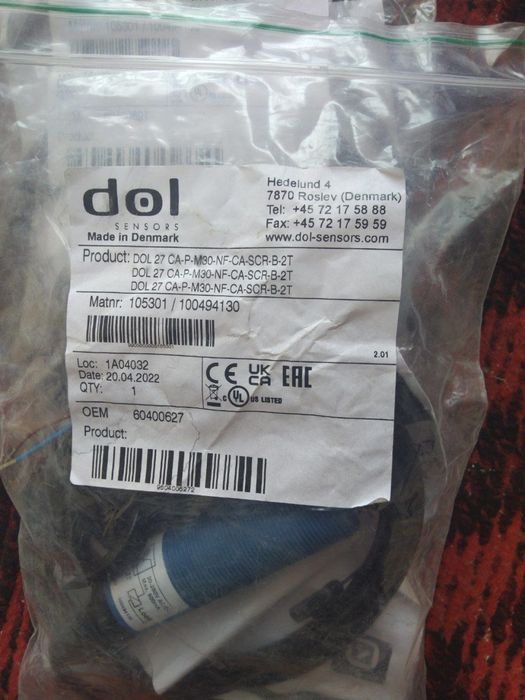 dol
SENSORS
Made in Denmark
Hedelund 4
7870 Roslev (Denmark)
Tel: +45 72 17 58 88
Fax: +45 72 17 59 59
www.dol-sensors.com
Product: DOL 27 CA-P-M30-NF-CA-SCR-B-2T
DOL 27 CA-P-M30-NF-CA-SCR-B-2T
DOL 27 CA-P-M30-NF-CA-SCR-B-2T
Matnr: 105301 / 100494130
2.01
Loc: 1A04032
Date: 20.04.2022
QTY: 1
CE UK CA EAC
C UL US LISTED
OEM 60400627
Product:
9604006272
Load